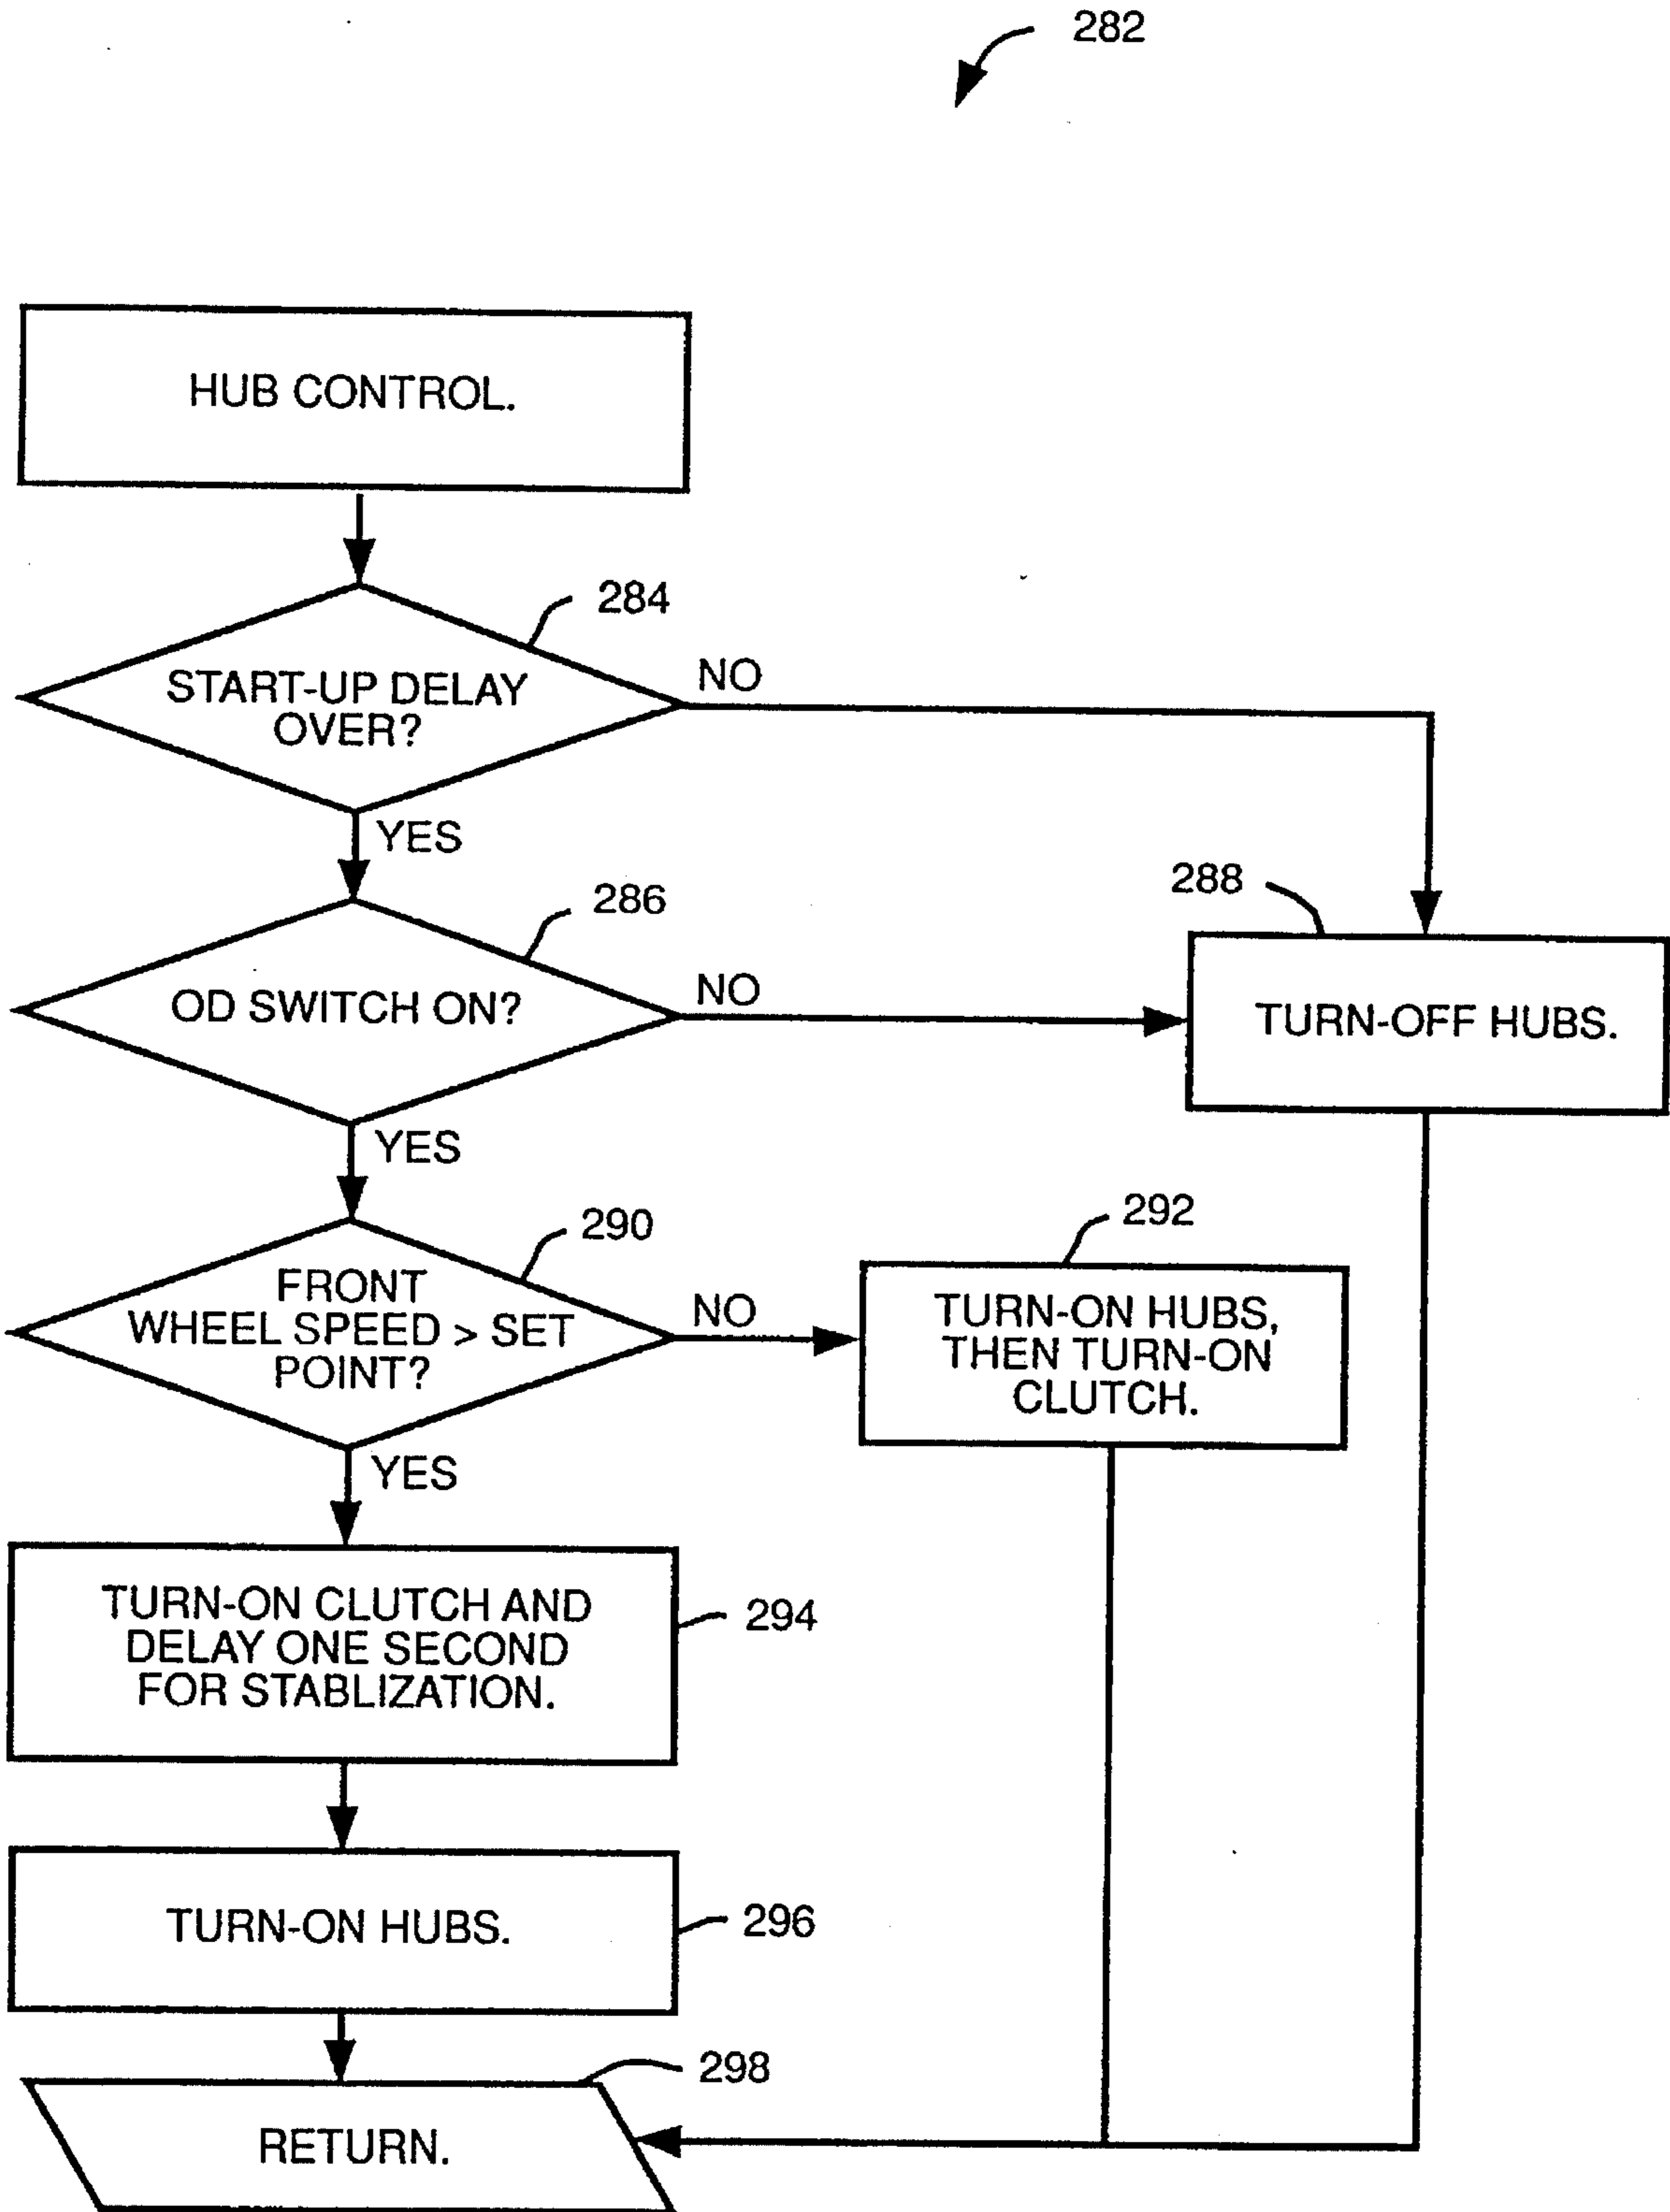 282
HUB CONTROL.
284
START-UP DELAY
OVER?
NO
YES
286
OD SWITCH ON?
NO
288
TURN-OFF HUBS.
YES
290
FRONT
WHEEL SPEED > SET
POINT?
NO
292
TURN-ON HUBS,
THEN TURN-ON
CLUTCH.
YES
TURN-ON CLUTCH AND
DELAY ONE SECOND
FOR STABLIZATION.
294
TURN-ON HUBS.
296
298
RETURN.